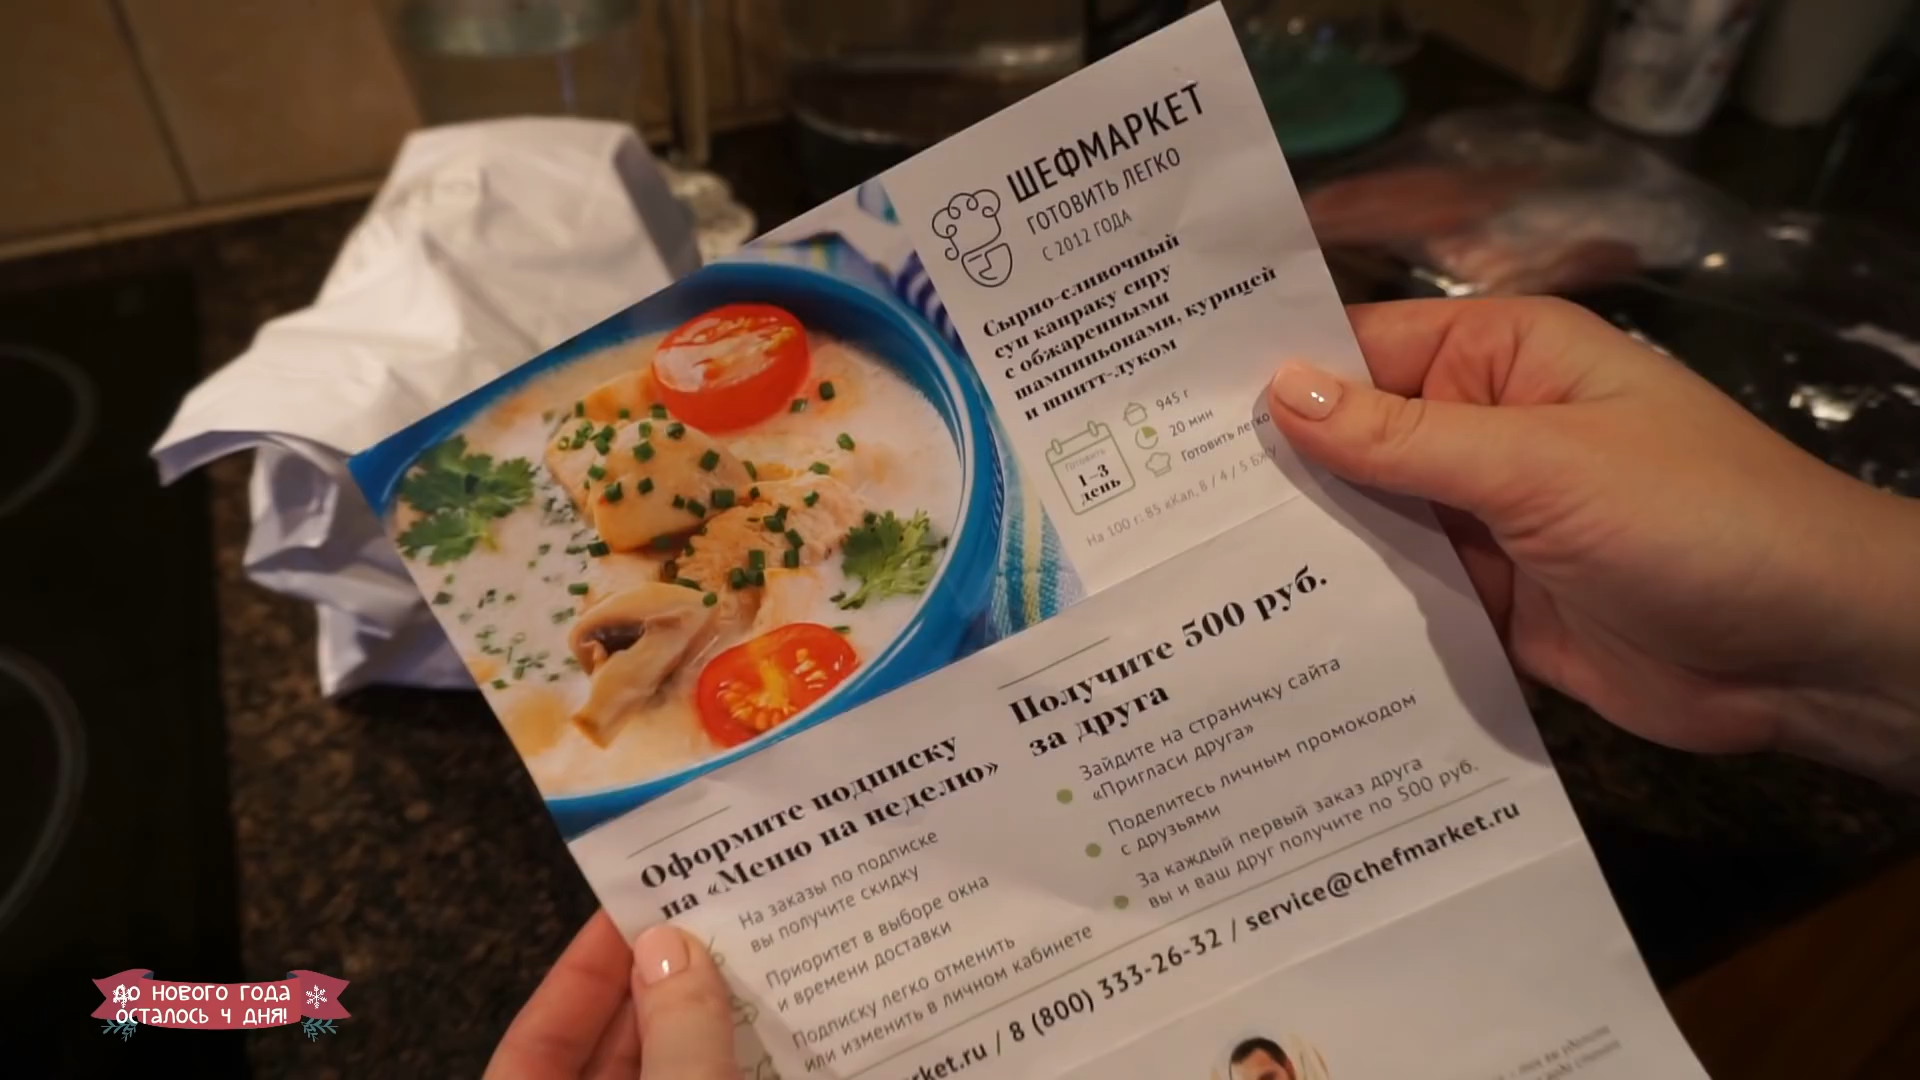 ШЕФМАРКЕТ
ГОТОВИТЬ ЛЕГКО
С 2012 ГОДА
Сырно-сливочный
суп капраку сиру
с обжаренными
шампиньонами, курицей
и шнитт-луком
945 г
20 мин
Готовить легко
Готовить
1–3
день
На 100 г: 85 кКал, 8 / 4 / 5 БЖУ
Получите 500 руб.
за друга
Зайдите на страничку сайта
«Пригласи друга»
Поделитесь личным промокодом
с друзьями
За каждый первый заказ друга
вы и ваш друг получите по 500 руб.
Оформите подписку
на «Меню на неделю»
На заказы по подписке
вы получите скидку
Приоритет в выборе окна
и времени доставки
Подписку легко отменить
или изменить в личном кабинете
rket.ru / 8 (800) 333-26-32 / service@chefmarket.ru
ДО НОВОГО ГОДА
ОСТАЛОСЬ 4 ДНЯ!